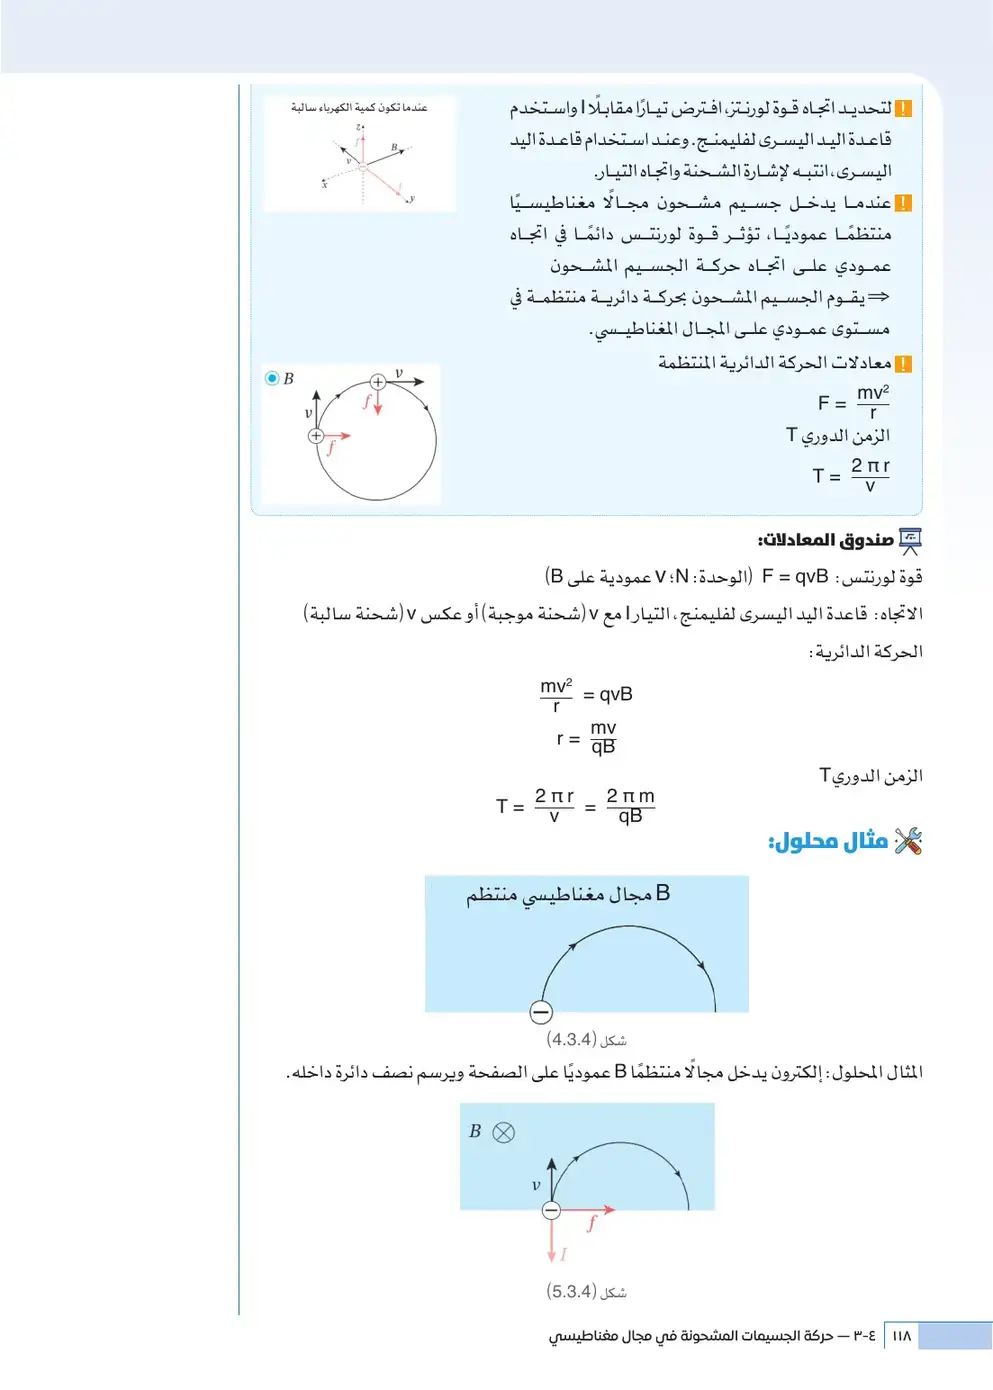 لتحديد اتجاه قوة لورنتز، افترض تيارًا مقابلًا I واستخدم
قاعدة اليد اليسرى لفليمنج. وعند استخدام قاعدة اليد
اليسرى، انتبه لإشارة الشحنة واتجاه التيار.
عندما تكون كمية الكهرباء سالبة
z
f
B
v
x
I
y
عندما يدخل جسيم مشحون مجالًا مغناطيسيًا
منتظمًا عموديًا، تؤثر قوة لورنتس دائمًا في اتجاه
عمودي على اتجاه حركة الجسيم المشحون
⇐ يقوم الجسيم المشحون بحركة دائرية منتظمة في
مستوى عمودي على المجال المغناطيسي.
معادلات الحركة الدائرية المنتظمة
F = mv²/r
الزمن الدوري T
T = 2 π r/v
B
v
f
v
f
صندوق المعادلات:
قوة لورنتس: F = qvB (الوحدة: N؛ v عمودية على B)
الاتجاه: قاعدة اليد اليسرى لفليمنج، التيار I مع v (شحنة موجبة) أو عكس v (شحنة سالبة)
الحركة الدائرية:
mv²/r = qvB
r = mv/qB
الزمن الدوري T
T = 2 π r/v = 2 π m/qB
مثال محلول:
B مجال مغناطيسي منتظم
شكل (4.3.4)
المثال المحلول: إلكترون يدخل مجالًا منتظمًا B عموديًا على الصفحة ويرسم نصف دائرة داخله.
B
v
f
I
شكل (5.3.4)
١١٨ ٤-٣ — حركة الجسيمات المشحونة في مجال مغناطيسي